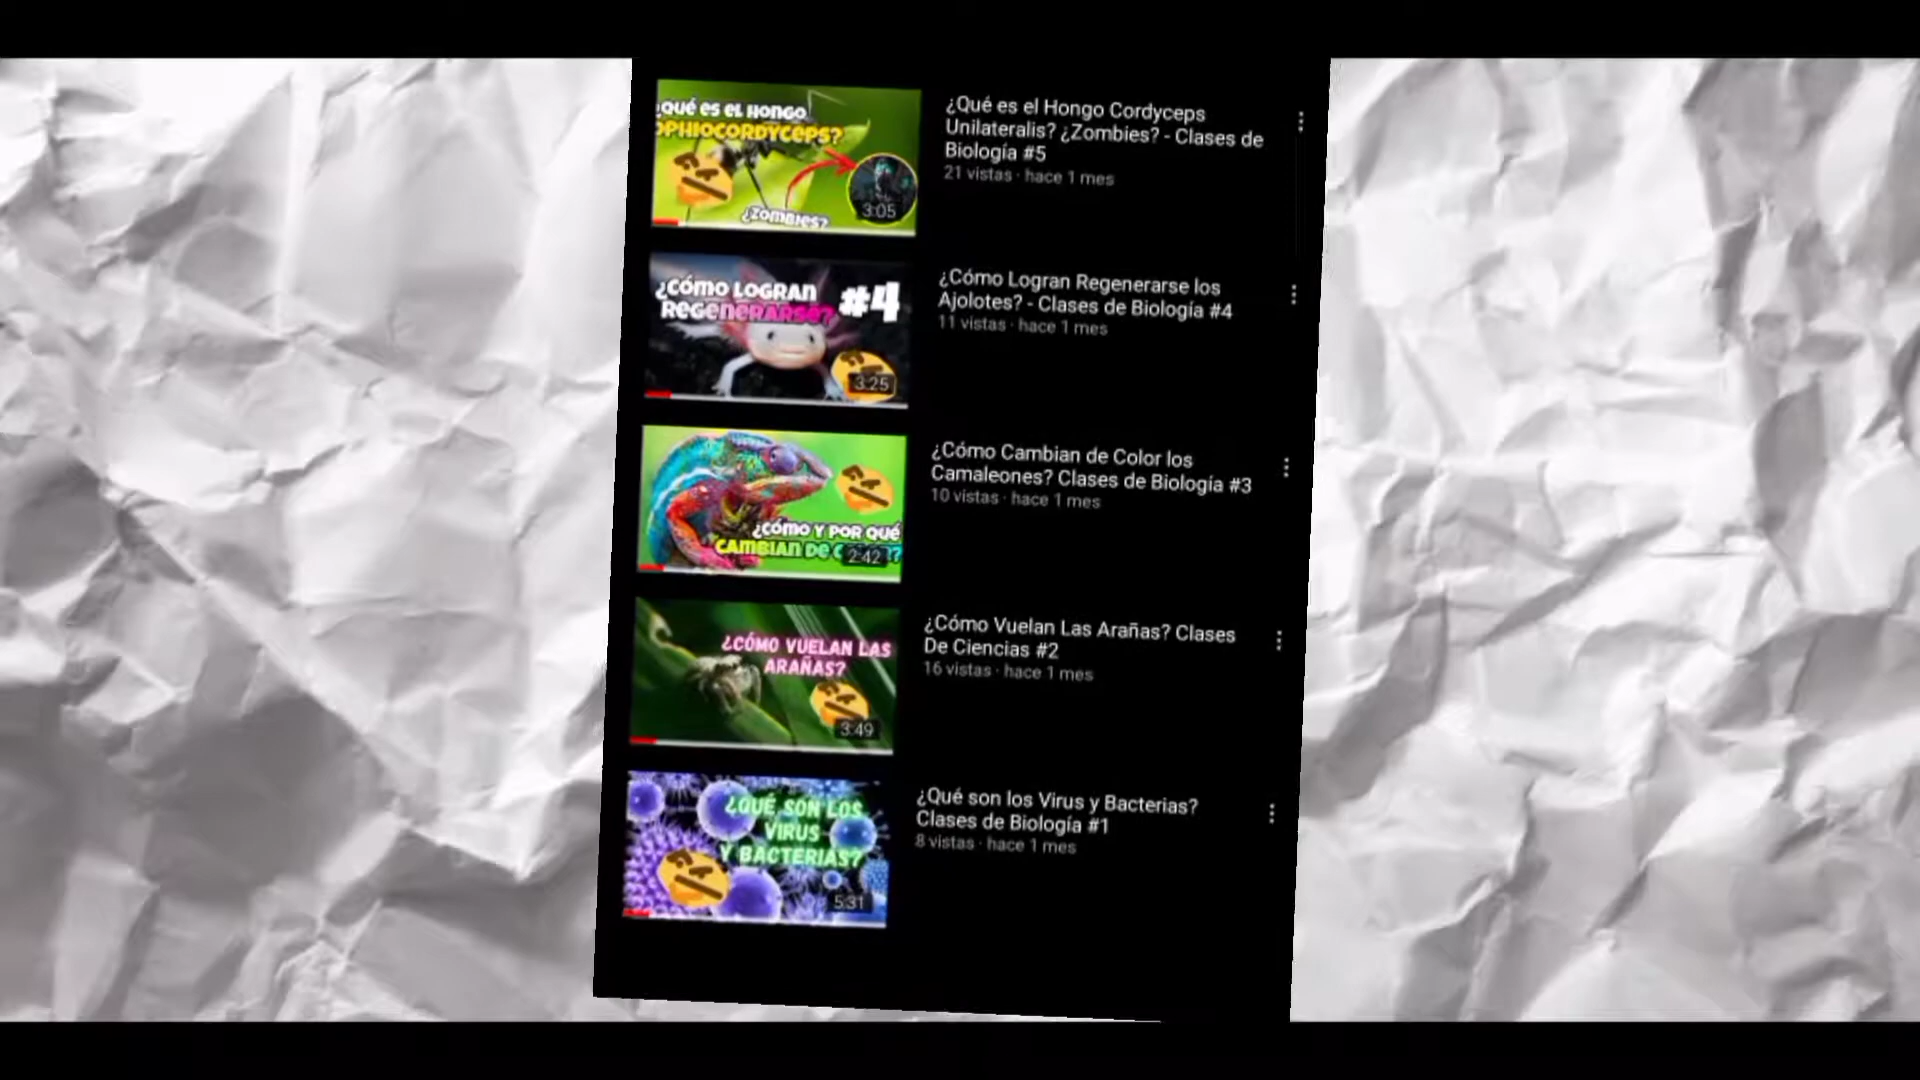 ¿QUÉ ES EL HONGO
OPHIOCORDYCEPS?
¿ZOMBIES?
3:05
¿Qué es el Hongo Cordyceps
Unilateralis? ¿Zombies? - Clases de
Biología #5
21 vistas · hace 1 mes
¿CÓMO LOGRAN
REGENERARSE?
#4
3:25
¿Cómo Logran Regenerarse los
Ajolotes? - Clases de Biología #4
11 vistas · hace 1 mes
¿CÓMO Y POR QUÉ
CAMBIAN DE C
2:42
?
¿Cómo Cambian de Color los
Camaleones? Clases de Biología #3
10 vistas · hace 1 mes
¿CÓMO VUELAN LAS
ARAÑAS?
3:49
¿Cómo Vuelan Las Arañas? Clases
De Ciencias #2
16 vistas · hace 1 mes
¿QUÉ SON LOS
VIRUS
Y BACTERIAS?
5:31
¿Qué son los Virus y Bacterias?
Clases de Biología #1
8 vistas · hace 1 mes